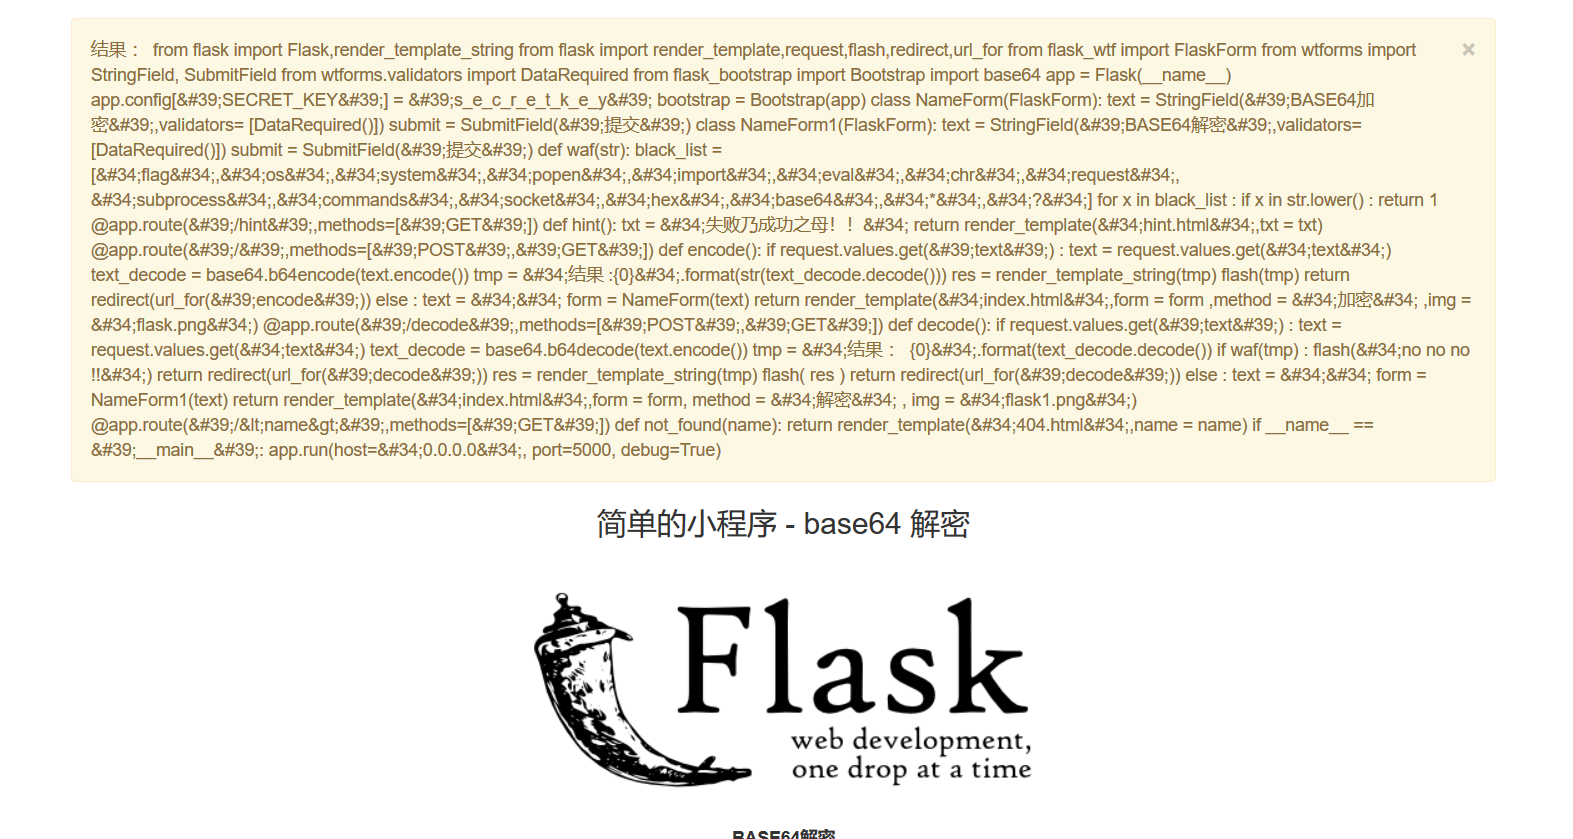 结果： from flask import Flask,render_template_string from flask import render_template,request,flash,redirect,url_for from flask_wtf import FlaskForm from wtforms import
×
StringField, SubmitField from wtforms.validators import DataRequired from flask_bootstrap import Bootstrap import base64 app = Flask(__name__)
app.config[&#39;SECRET_KEY&#39;] = &#39;s_e_c_r_e_t_k_e_y&#39; bootstrap = Bootstrap(app) class NameForm(FlaskForm): text = StringField(&#39;BASE64加
密&#39;,validators= [DataRequired()]) submit = SubmitField(&#39;提交&#39;) class NameForm1(FlaskForm): text = StringField(&#39;BASE64解密&#39;,validators=
[DataRequired()]) submit = SubmitField(&#39;提交&#39;) def waf(str): black_list =
[&#34;flag&#34;,&#34;os&#34;,&#34;system&#34;,&#34;popen&#34;,&#34;import&#34;,&#34;eval&#34;,&#34;chr&#34;,&#34;request&#34;,
&#34;subprocess&#34;,&#34;commands&#34;,&#34;socket&#34;,&#34;hex&#34;,&#34;base64&#34;,&#34;*&#34;,&#34;?&#34;] for x in black_list : if x in str.lower() : return 1
@app.route(&#39;/hint&#39;,methods=[&#39;GET&#39;]) def hint(): txt = &#34;失败乃成功之母！！&#34; return render_template(&#34;hint.html&#34;,txt = txt)
@app.route(&#39;/&#39;,methods=[&#39;POST&#39;,&#39;GET&#39;]) def encode(): if request.values.get(&#39;text&#39;) : text = request.values.get(&#34;text&#34;)
text_decode = base64.b64encode(text.encode()) tmp = &#34;结果 :{0}&#34;.format(str(text_decode.decode())) res = render_template_string(tmp) flash(tmp) return
redirect(url_for(&#39;encode&#39;)) else : text = &#34;&#34; form = NameForm(text) return render_template(&#34;index.html&#34;,form = form ,method = &#34;加密&#34; ,img =
&#34;flask.png&#34;) @app.route(&#39;/decode&#39;,methods=[&#39;POST&#39;,&#39;GET&#39;]) def decode(): if request.values.get(&#39;text&#39;) : text =
request.values.get(&#34;text&#34;) text_decode = base64.b64decode(text.encode()) tmp = &#34;结果： {0}&#34;.format(text_decode.decode()) if waf(tmp) : flash(&#34;no no no
!!&#34;) return redirect(url_for(&#39;decode&#39;)) res = render_template_string(tmp) flash( res ) return redirect(url_for(&#39;decode&#39;)) else : text = &#34;&#34; form =
NameForm1(text) return render_template(&#34;index.html&#34;,form = form, method = &#34;解密&#34; , img = &#34;flask1.png&#34;)
@app.route(&#39;/&lt;name&gt;&#39;,methods=[&#39;GET&#39;]) def not_found(name): return render_template(&#34;404.html&#34;,name = name) if __name__ ==
&#39;__main__&#39;: app.run(host=&#34;0.0.0.0&#34;, port=5000, debug=True)
简单的小程序 - base64 解密
Flask
web development,
one drop at a time
BASE64解密